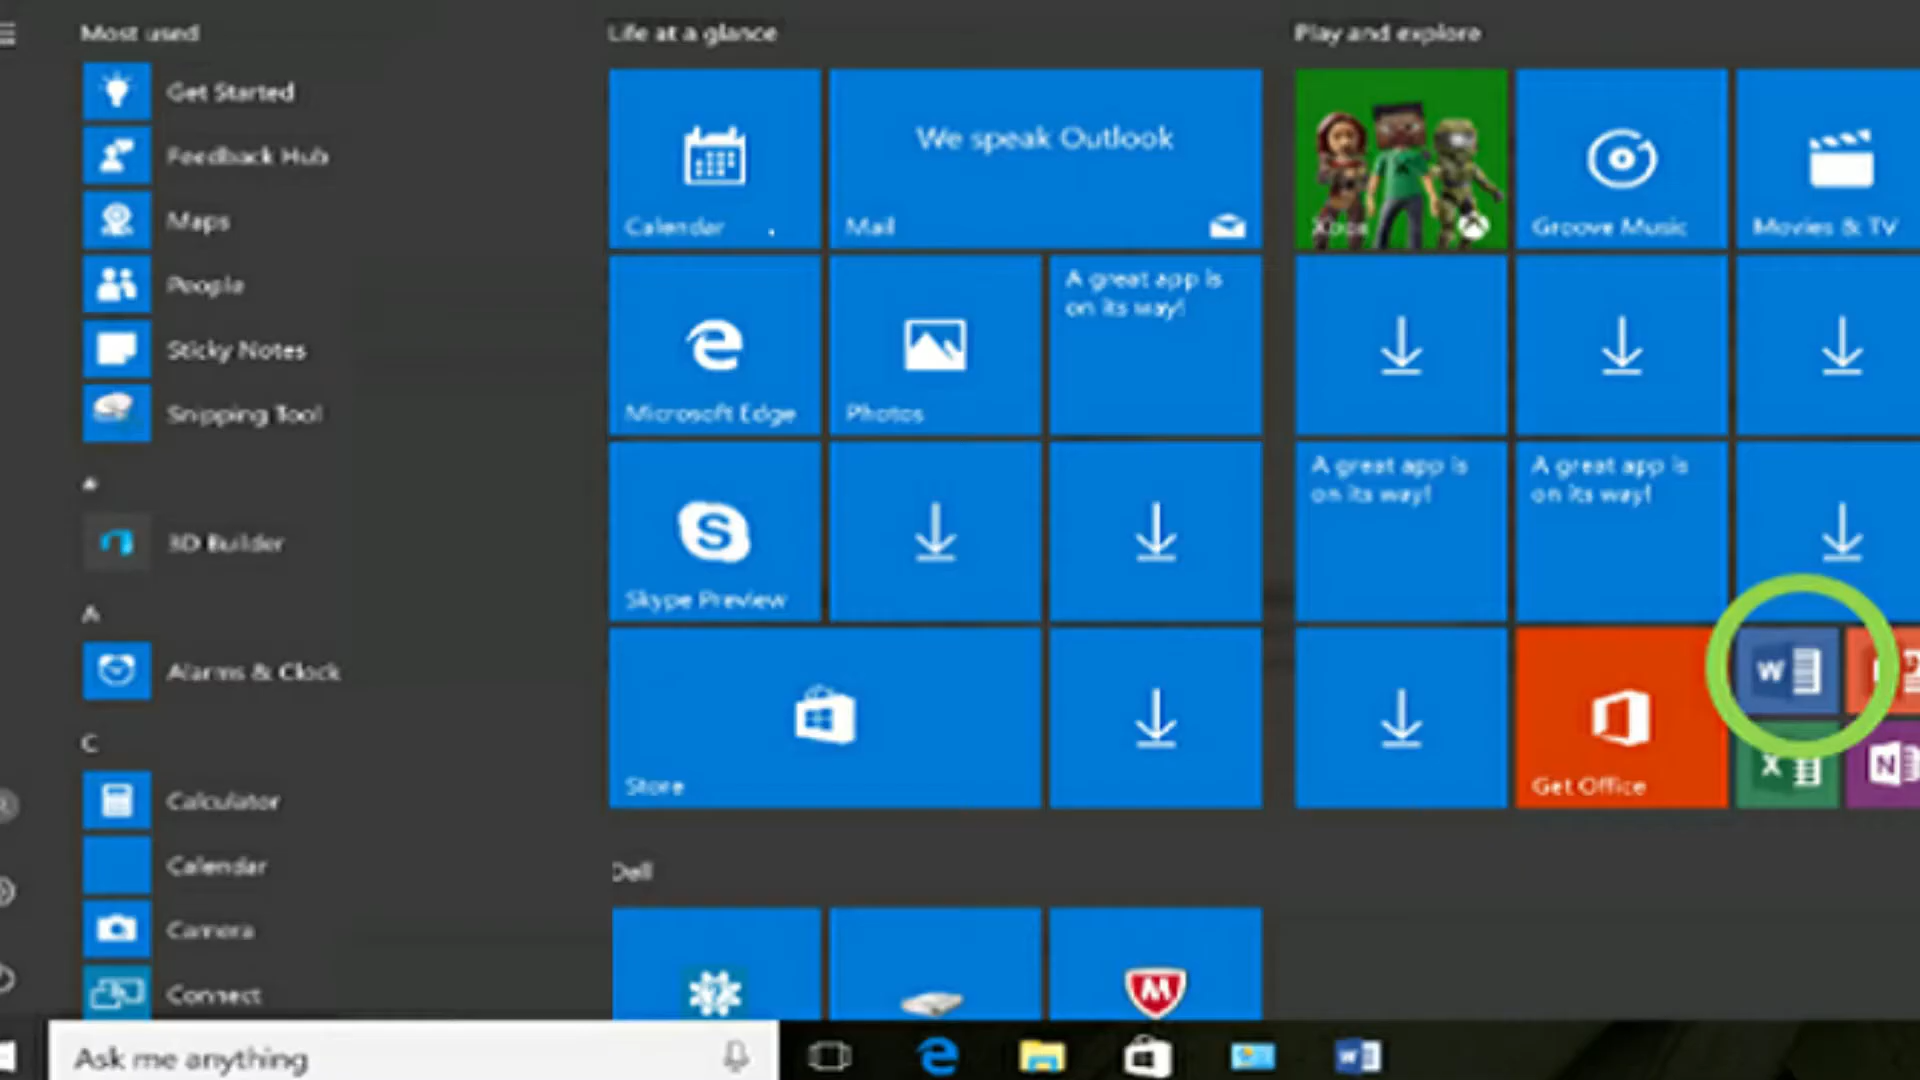 Most used
Get Started
Feedback Hub
Maps
People
Sticky Notes
Snipping Tool
#
3D Builder
A
Alarms & Clock
C
Calculator
Calendar
Camera
Connect
Life at a glance
Calendar
We speak Outlook
Mail
Microsoft Edge
Photos
A great app is
on its way!
Skype Preview
Store
Play and explore
Xbox
Groove Music
Movies & TV
A great app is
on its way!
A great app is
on its way!
Get Office
W
X
N
Dell
Ask me anything